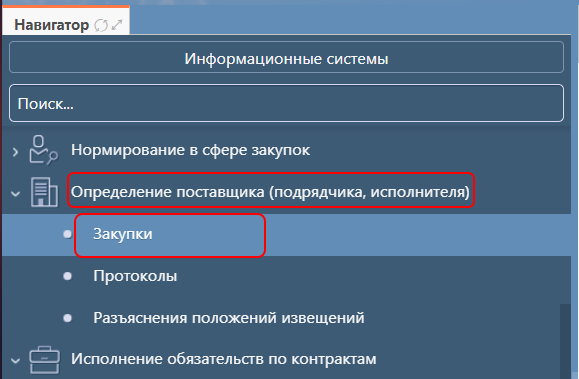 Навигатор
Информационные системы
Поиск...
Нормирование в сфере закупок
Определение поставщика (подрядчика, исполнителя)
Закупки
Протоколы
Разъяснения положений извещений
Исполнение обязательств по контрактам